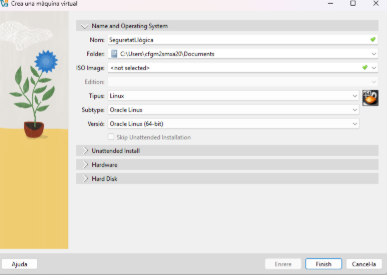 Crea una màquina virtual
Name and Operating System
Nom: SeguretatLlógica
Folder: C:\Users\cfgm2smxa20\Documents
ISO Image: <not selected>
Edition:
Tipus: Linux
Subtype: Oracle Linux
Versió: Oracle Linux (64-bit)
Skip Unattended Installation
Unattended Install
Hardware
Hard Disk
Ajuda
Enrere
Finish
Cancel·la